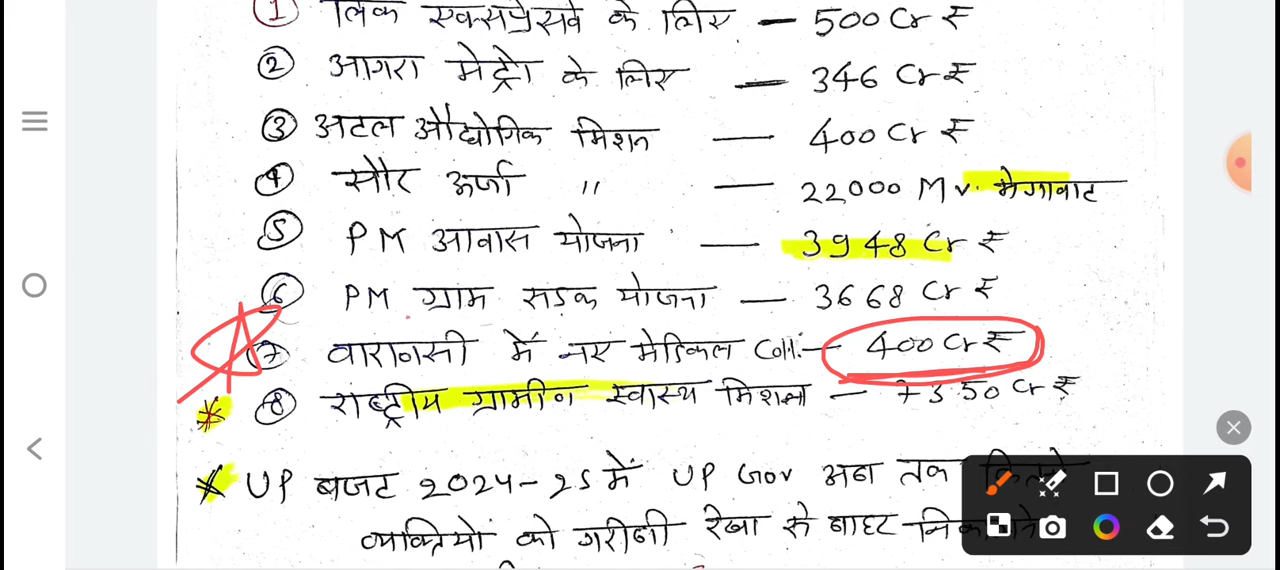 ① लिंक एक्सप्रेसवे के लिए — 500 Cr ₹
② आगरा मेट्रो के लिए — 346 Cr ₹
③ अटल औद्योगिक मिशन — 400 Cr ₹
④ सौर ऊर्जा " — 22000 Mv. मेगावाट
⑤ PM आवास योजना — 3948 Cr ₹
⑥ PM ग्राम सड़क योजना — 3668 Cr ₹
⑦ वारानसी में नए मेडिकल Coll. — 400 Cr ₹
* ⑧ राष्ट्रीय ग्रामीन स्वास्थ्य मिशन — 7350 Cr ₹
* UP बजट 2024-25 में UP Gov अब तक
व्यक्तियों को गरीबी रेखा से बाहर